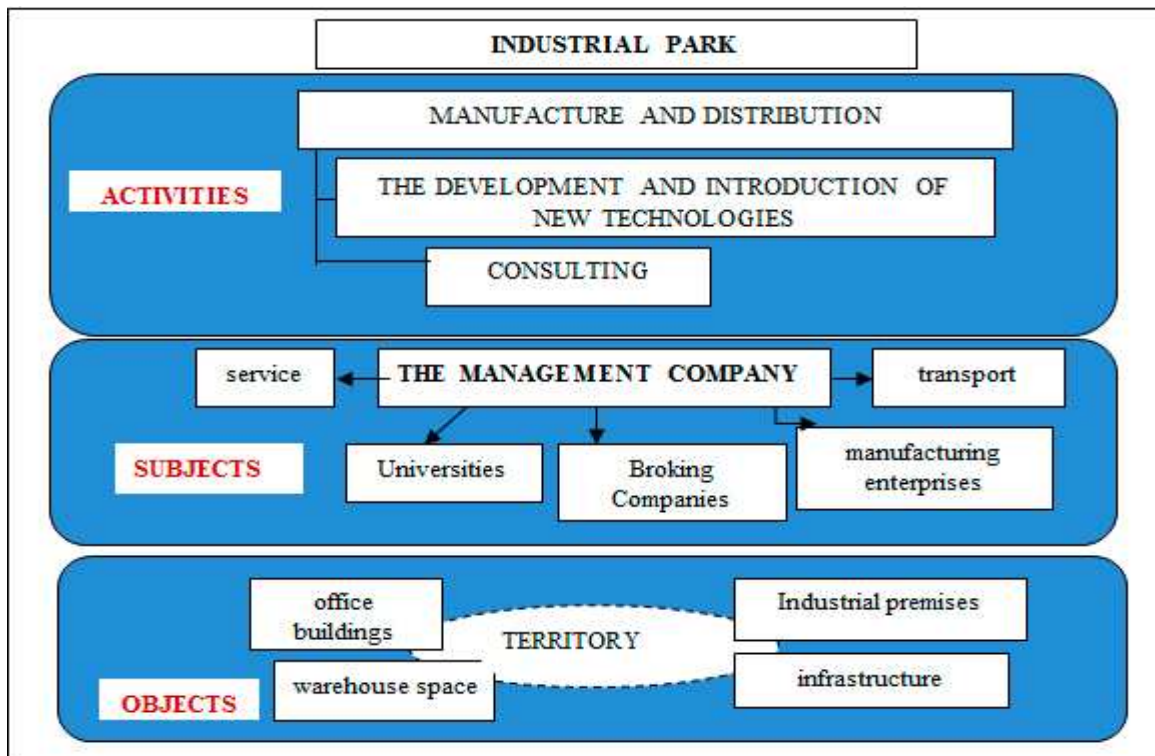 INDUSTRIAL PARK
MANUFACTURE AND DISTRIBUTION
ACTIVITIES
THE DEVELOPMENT AND INTRODUCTION OF
NEW TECHNOLOGIES
CONSULTING
service
THE MANAGEMENT COMPANY
transport
SUBJECTS
Universities
Broking
Companies
manufacturing
enterprises
office
buildings
Industrial premises
TERRITORY
warehouse space
infrastructure
OBJECTS